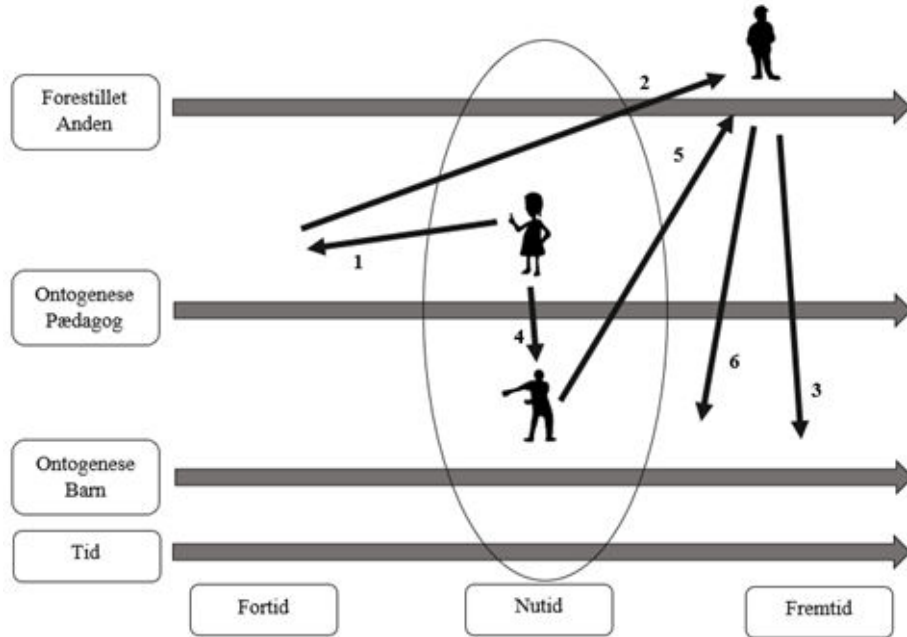 Forestillet
Anden
2
5
1
Ontogenese
Pædagog
4
6
3
Ontogenese
Barn
Tid
Fortid
Nutid
Fremtid